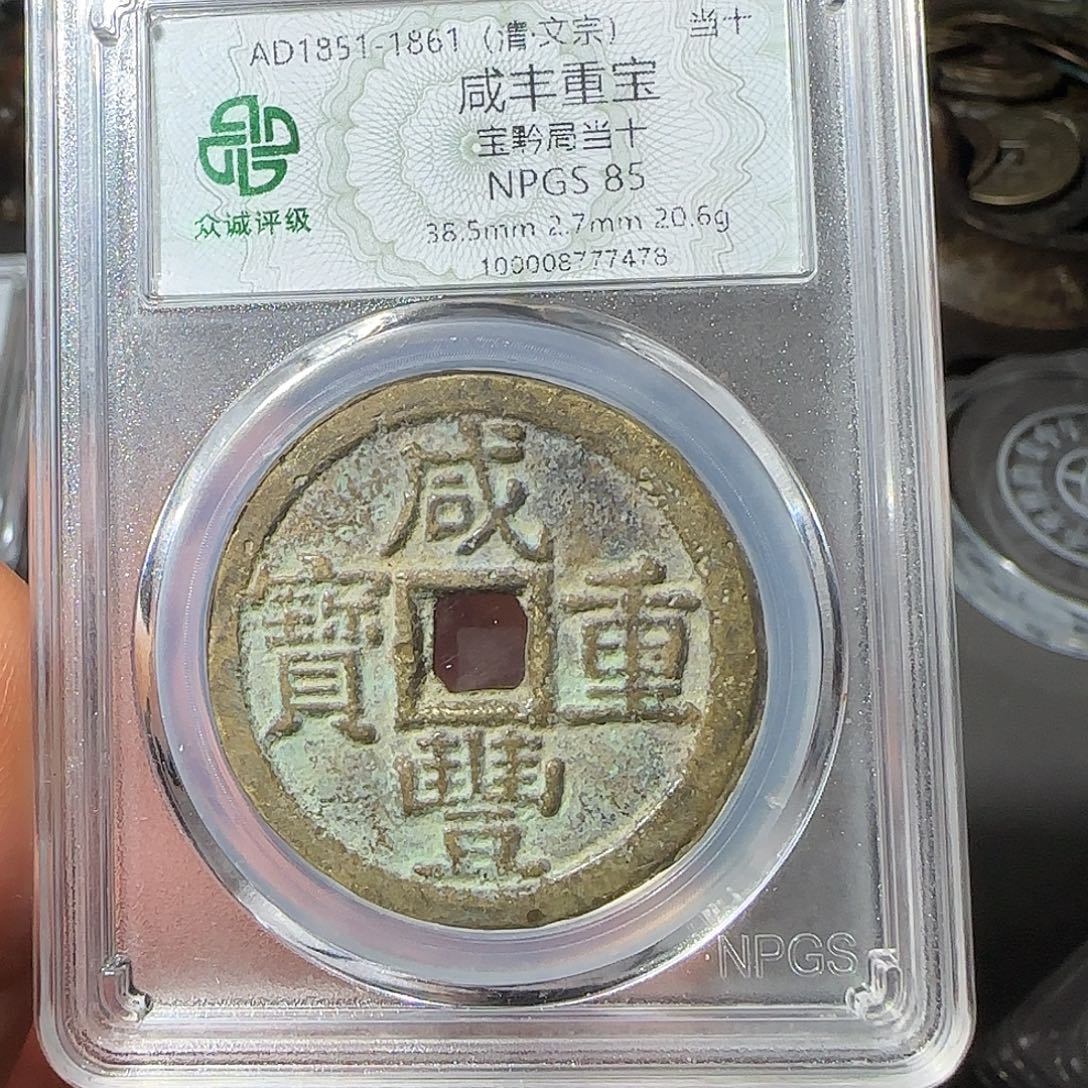 AD1851-1861 (清·文宗) 当十
咸丰重宝
宝黔局当十
NPGS 85
38.5mm 2.7mm 20.6g
100008777478
众诚评级
咸豐重寶
NPGS